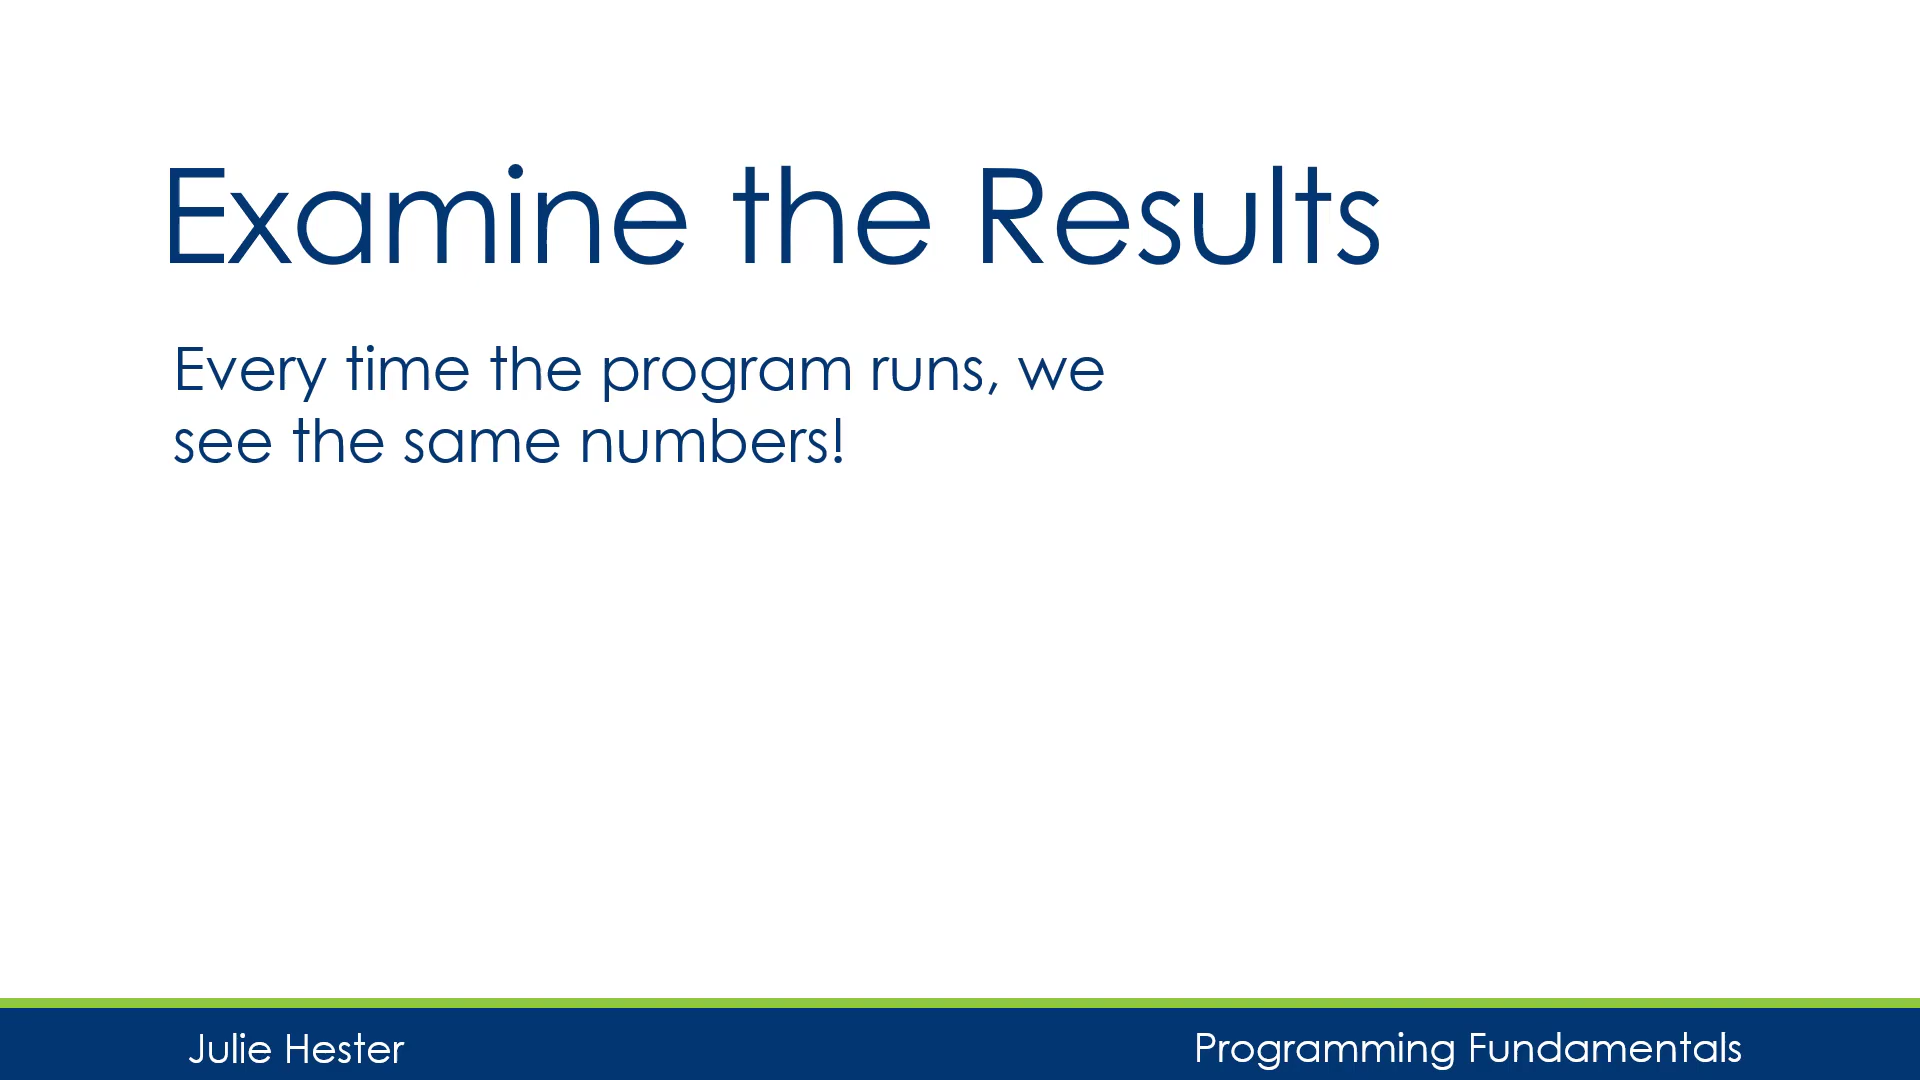 Examine the Results
Every time the program runs, we
see the same numbers!
Julie Hester
Programming Fundamentals